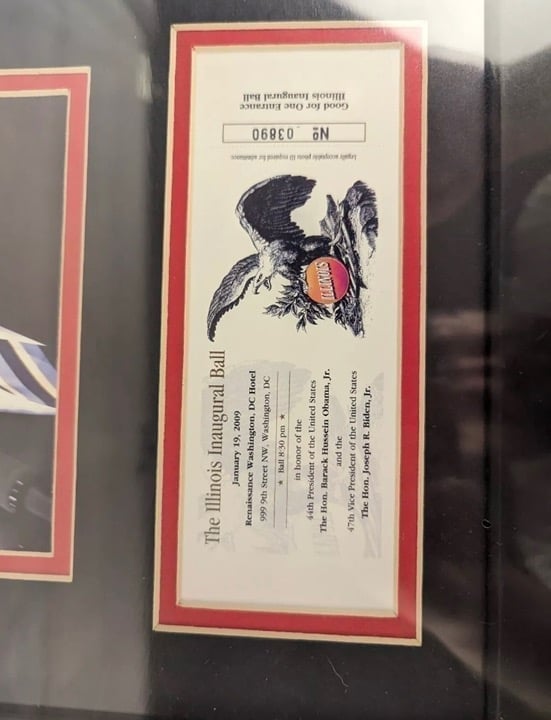 The Illinois Inaugural Ball
January 19, 2009
Renaissance Washington, DC Hotel
999 9th Street NW, Washington, DC
★ Ball 8:30 pm ★
in honor of the
44th President of the United States
The Hon. Barack Hussein Obama, Jr.
and the
47th Vice President of the United States
The Hon. Joseph R. Biden, Jr.
ILLINOIS
Legally acceptable photo ID required for admittance
№ 03890
Good for One Entrance
Illinois Inaugural Ball